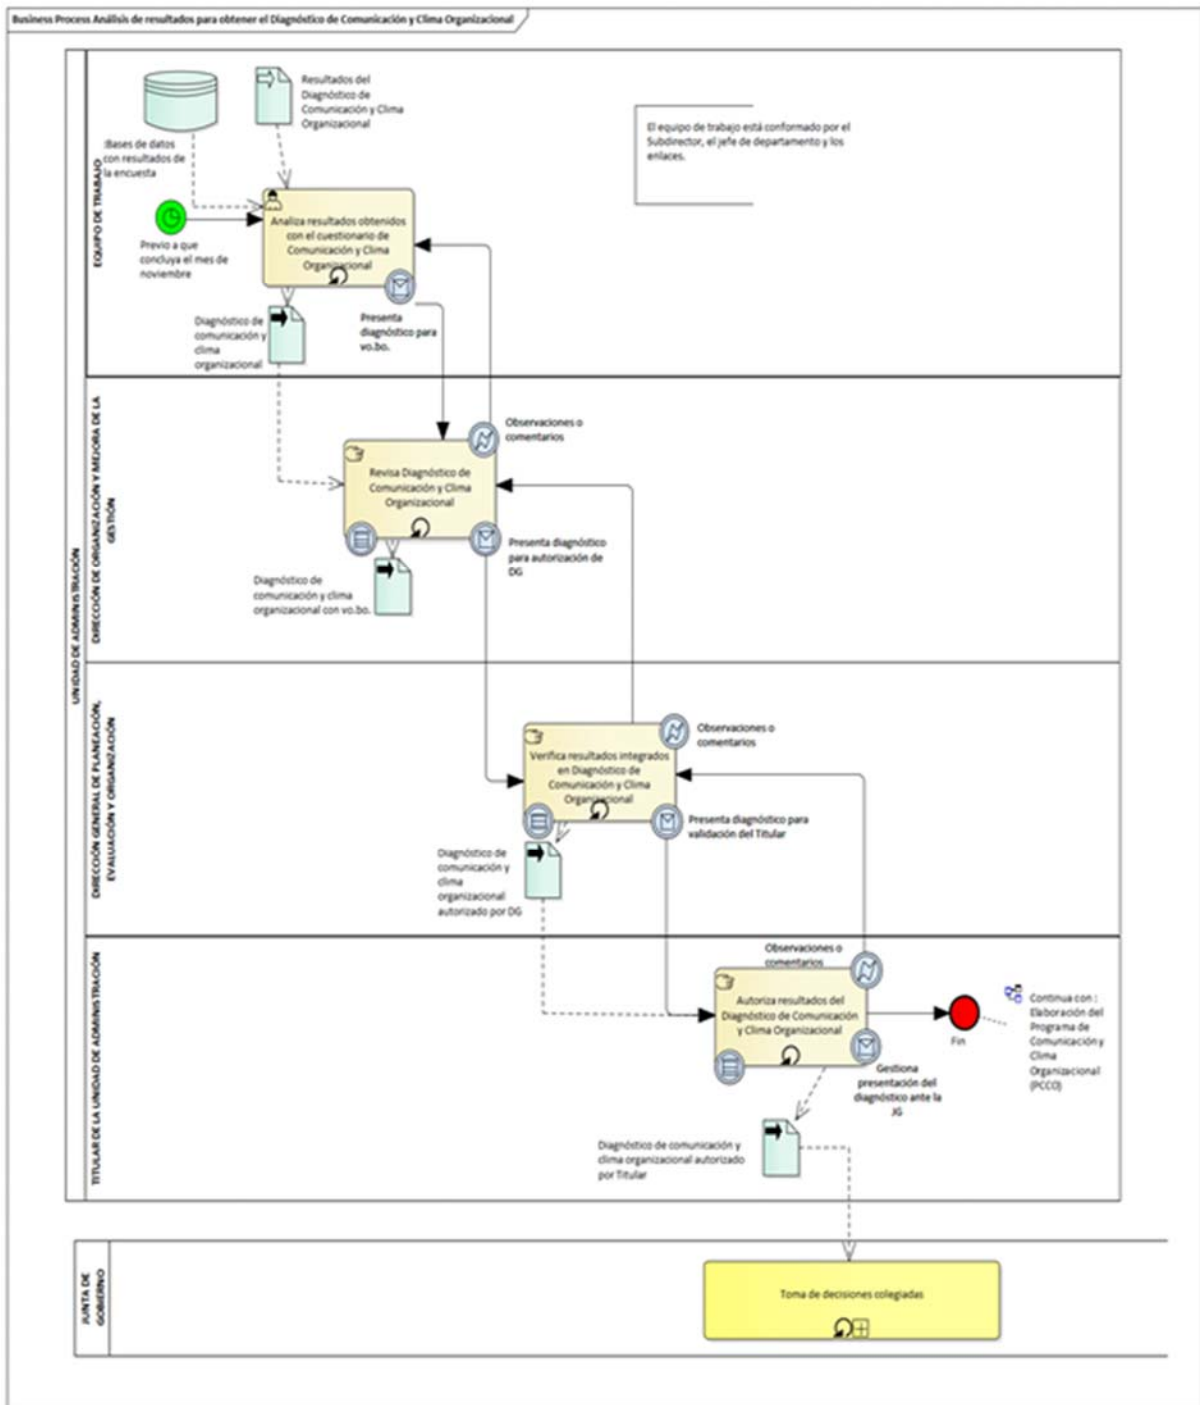 Business Process Análisis de resultados para obtener el Diagnóstico de Comunicación y Clima Organizacional
UNIDAD DE ADMINISTRACIÓN
EQUIPO DE TRABAJO
:Bases de datos
con resultados de
la encuesta
Resultados del
Diagnóstico de
Comunicación y Clima
Organizacional
El equipo de trabajo está conformado por el
Subdirector, el jefe de departamento y los
enlaces.
Previo a que
concluya el mes de
noviembre
Analiza resultados obtenidos
con el cuestionario de
Comunicación y Clima
Organizacional
Diagnóstico de
comunicación y
clima
organizacional
Presenta
diagnóstico para
vo.bo.
DIRECCIÓN DE ORGANIZACIÓN Y MEJORA DE LA
GESTIÓN
Observaciones o
comentarios
Revisa Diagnóstico de
Comunicación y Clima
Organizacional
Presenta diagnóstico
para autorización de
DG
Diagnóstico de
comunicación y clima
organizacional con vo.bo.
DIRECCIÓN GENERAL DE PLANEACIÓN,
EVALUACIÓN Y ORGANIZACIÓN
Observaciones o
comentarios
Verifica resultados integrados
en Diagnóstico de
Comunicación y Clima
Organizacional
Presenta diagnóstico para
validación del Titular
Diagnóstico de
comunicación y
clima
organizacional
autorizado por DG
TITULAR DE LA UNIDAD DE ADMINISTRACIÓN
Observaciones o
comentarios
Autoriza resultados del
Diagnóstico de Comunicación
y Clima Organizacional
Fin
Continua con :
Elaboración del
Programa de
Comunicación y
Clima
Organizacional
(PCCO)
Gestiona
presentación del
diagnóstico ante la
JG
Diagnóstico de comunicación y
clima organizacional autorizado
por Titular
JUNTA DE
GOBIERNO
Toma de decisiones colegiadas